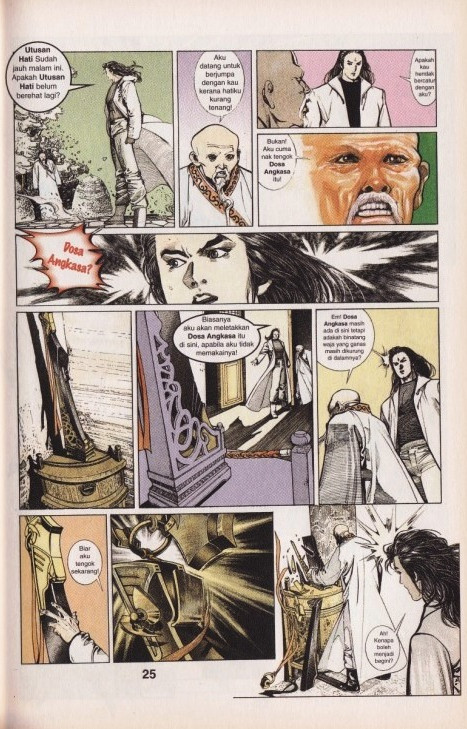 Utusan
Hati Sudah
jauh malam ini.
Apakah Utusan
Hati belum
berehat lagi?
Aku
datang untuk
berjumpa
dengan kau
kerana hatiku
kurang
tenang!
Apakah
kau
hendak
bercatur
dengan
aku?
Bukan!
Aku cuma
nak tengok
Dosa
Angkasa
itu!
Dosa
Angkasa?
Biasanya
aku akan meletakkan
Dosa Angkasa itu
di sini, apabila aku tidak
memakainya!
Em! Dosa
Angkasa masih
ada di sini tetapi
adakah binatang
waja yang ganas
masih dikurung
di dalamnya?
Biar
aku
tengok
sekarang!
Ah!
Kenapa
boleh
menjadi
begini?
25